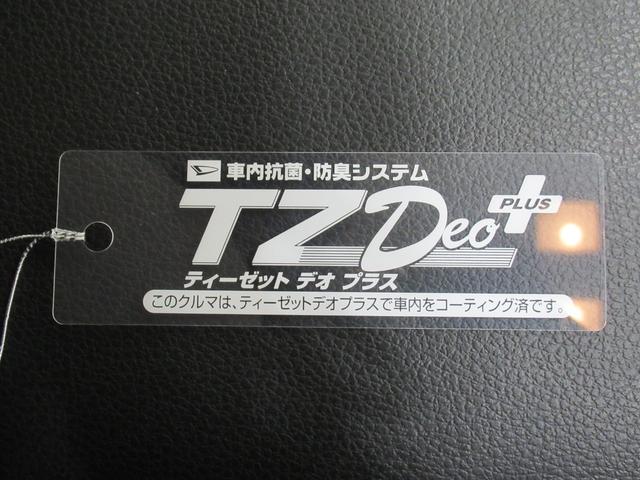 車内抗菌・防臭システム
TZ Deo PLUS
ティーゼット デオ プラス
このクルマは、ティーゼットデオプラスで車内をコーティング済です。